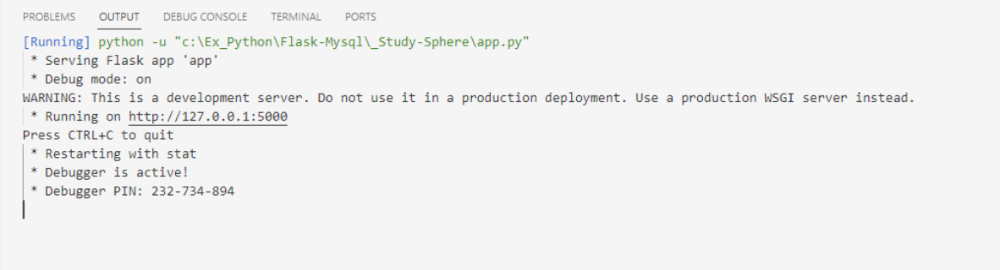 PROBLEMS OUTPUT DEBUG CONSOLE TERMINAL PORTS
[Running] python -u "c:\Ex_Python\Flask-Mysql\_Study-Sphere\app.py"
* Serving Flask app 'app'
* Debug mode: on
WARNING: This is a development server. Do not use it in a production deployment. Use a production WSGI server instead.
* Running on http://127.0.0.1:5000
Press CTRL+C to quit
* Restarting with stat
* Debugger is active!
* Debugger PIN: 232-734-894